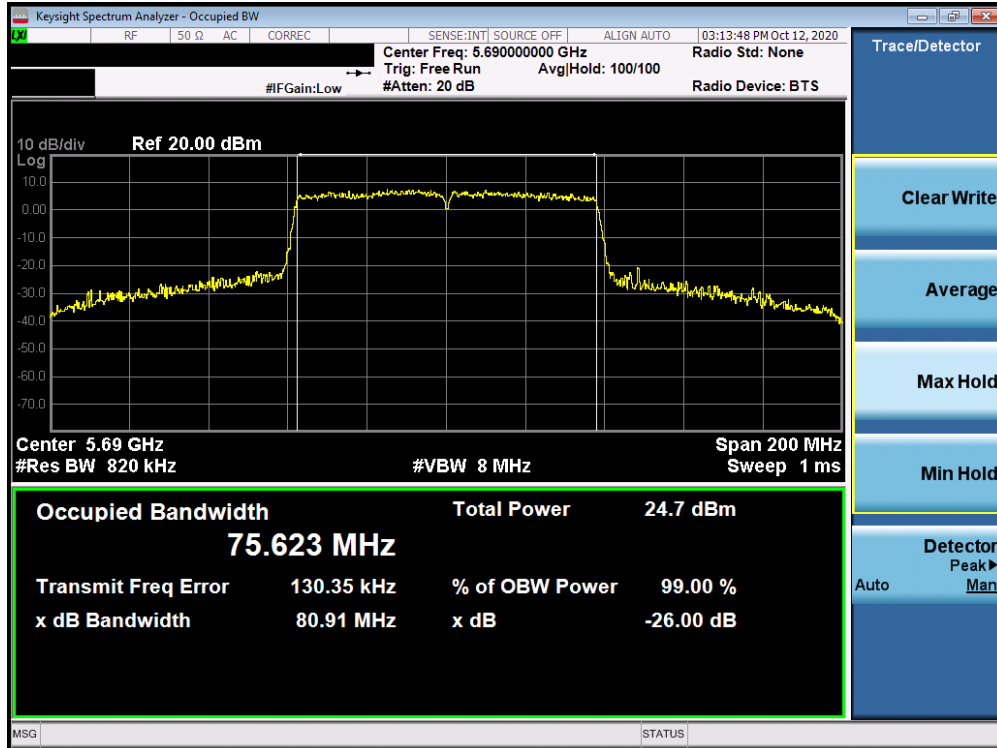 Keysight Spectrum Analyzer - Occupied BW
LXI RF 50 Ω AC CORREC SENSE:INT SOURCE OFF ALIGN AUTO 03:13:48 PM Oct 12, 2020
Center Freq: 5.690000000 GHz Radio Std: None
Trig: Free Run Avg|Hold: 100/100
#IFGain:Low #Atten: 20 dB Radio Device: BTS
Trace/Detector
10 dB/div Ref 20.00 dBm
Log
10.0
0.00
-10.0
-20.0
-30.0
-40.0
-50.0
-60.0
-70.0
Center 5.69 GHz Span 200 MHz
#Res BW 820 kHz #VBW 8 MHz Sweep 1 ms
Occupied Bandwidth Total Power 24.7 dBm
75.623 MHz
Transmit Freq Error 130.35 kHz % of OBW Power 99.00 %
x dB Bandwidth 80.91 MHz x dB -26.00 dB
Clear Write
Average
Max Hold
Min Hold
Detector
Peak▶
Auto Man
MSG STATUS